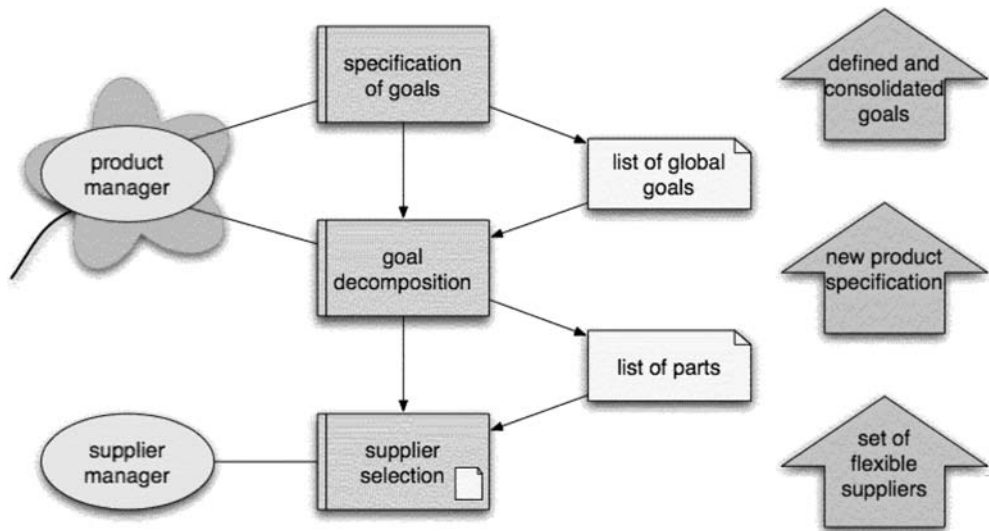 specification
of goals
defined and
consolidated
goals
product
manager
list of global
goals
goal
decomposition
new product
specification
list of parts
supplier
manager
supplier
selection
set of
flexible
suppliers